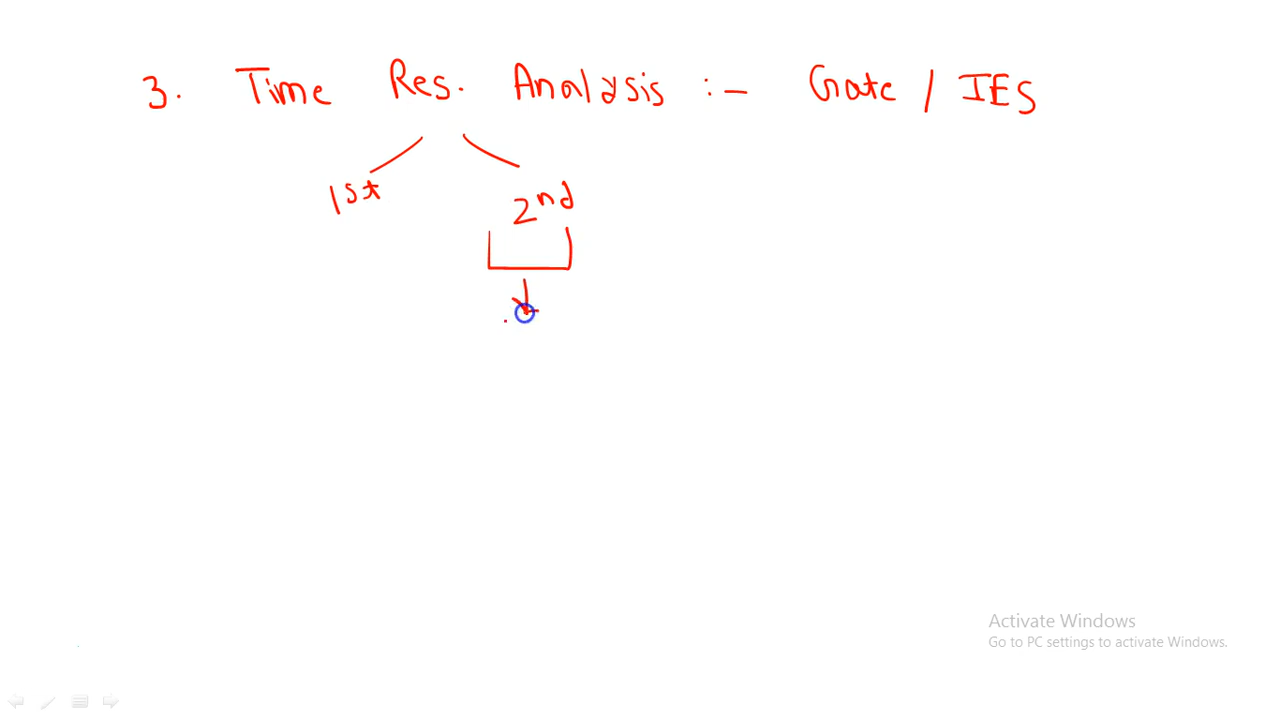 3. Time Res. Analysis :- Gate / IES
1st 2nd
Activate Windows
Go to PC settings to activate Windows.